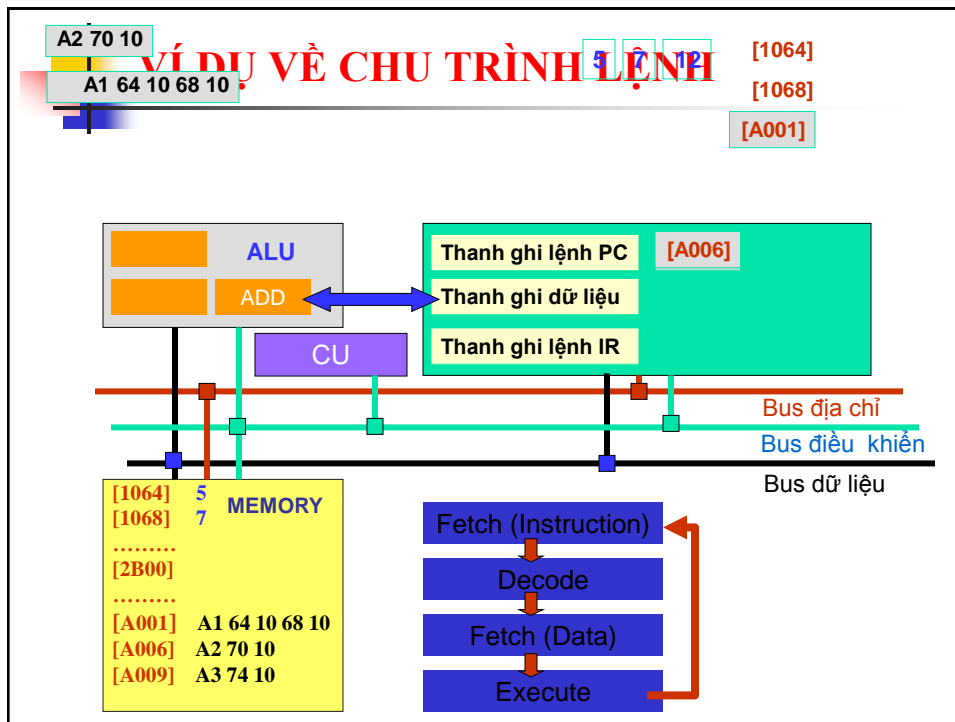 A2 70 10
VÍ DỤ VỀ CHU TRÌNH LỆNH
5 7 12
[1064]
A1 64 10 68 10
[1068]
[A001]
ALU
ADD
CU
Thanh ghi lệnh PC
[A006]
Thanh ghi dữ liệu
Thanh ghi lệnh IR
Bus địa chỉ
Bus điều khiển
Bus dữ liệu
MEMORY
[1064] 5
[1068] 7
.........
[2B00]
.........
[A001] A1 64 10 68 10
[A006] A2 70 10
[A009] A3 74 10
Fetch (Instruction)
Decode
Fetch (Data)
Execute